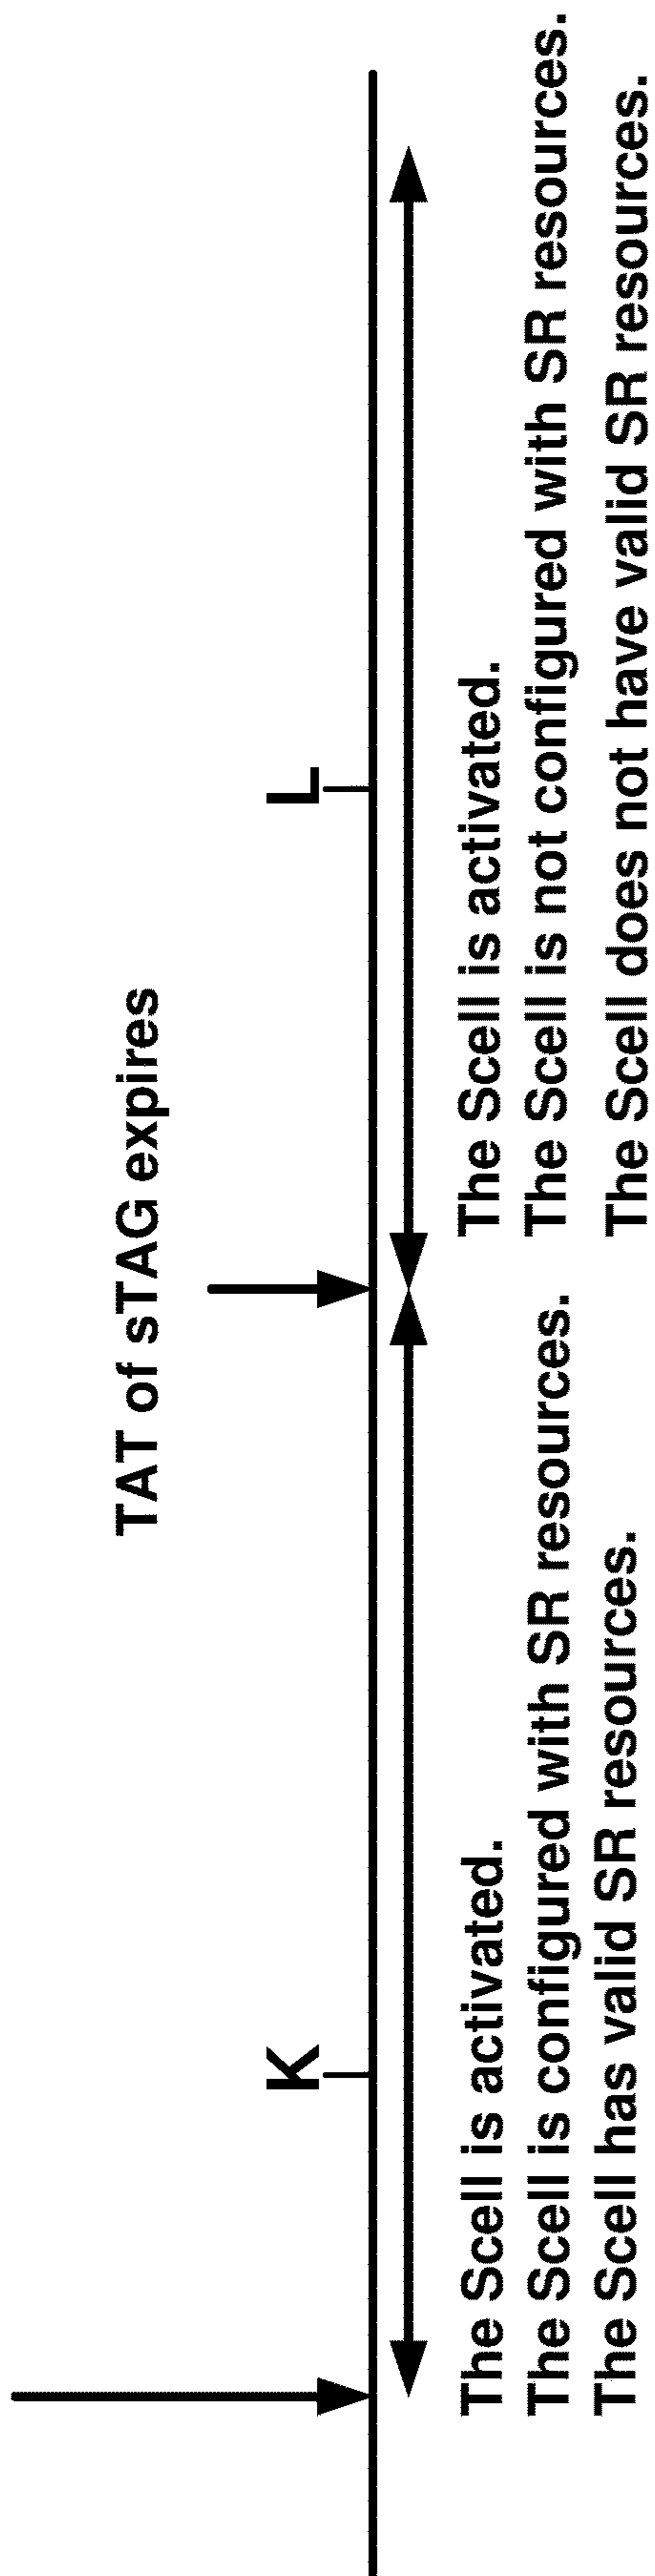 TAT of sTAG expires
K
L
The Scell is activated.
The Scell is configured with SR resources.
The Scell has valid SR resources.
The Scell is activated.
The Scell is not configured with SR resources.
The Scell does not have valid SR resources.